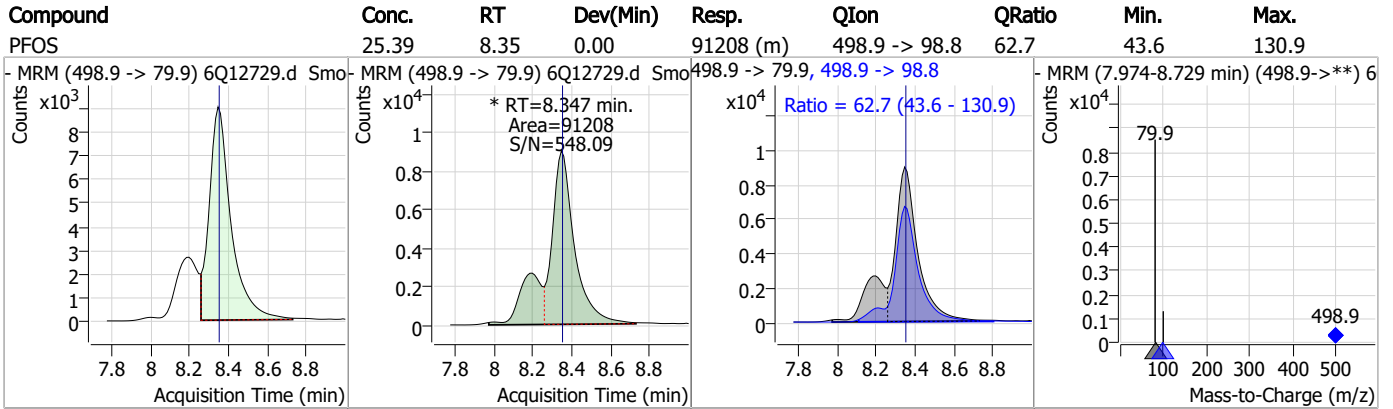 Compound Conc. RT Dev(Min) Resp. QIon QRatio Min. Max.
PFOS 25.39 8.35 0.00 91208 (m) 498.9 -> 98.8 62.7 43.6 130.9
- MRM (498.9 -> 79.9) 6Q12729.d Smo
Counts
x10³
8
7
6
5
4
3
2
1
0
7.8 8 8.2 8.4 8.6 8.8
Acquisition Time (min)
- MRM (498.9 -> 79.9) 6Q12729.d Smo
Counts
x10⁴
* RT=8.347 min.
Area=91208
S/N=548.09
1
0.8
0.6
0.4
0.2
0
7.8 8 8.2 8.4 8.6 8.8
Acquisition Time (min)
498.9 -> 79.9, 498.9 -> 98.8
x10⁴
Ratio = 62.7 (43.6 - 130.9)
1
0.8
0.6
0.4
0.2
0
7.8 8 8.2 8.4 8.6 8.8
Acquisition Time (min)
- MRM (7.974-8.729 min) (498.9->**) 6
Counts
x10⁴
79.9
0.8
0.7
0.6
0.5
0.4
0.3
0.2
0.1
0
498.9
100 200 300 400 500
Mass-to-Charge (m/z)